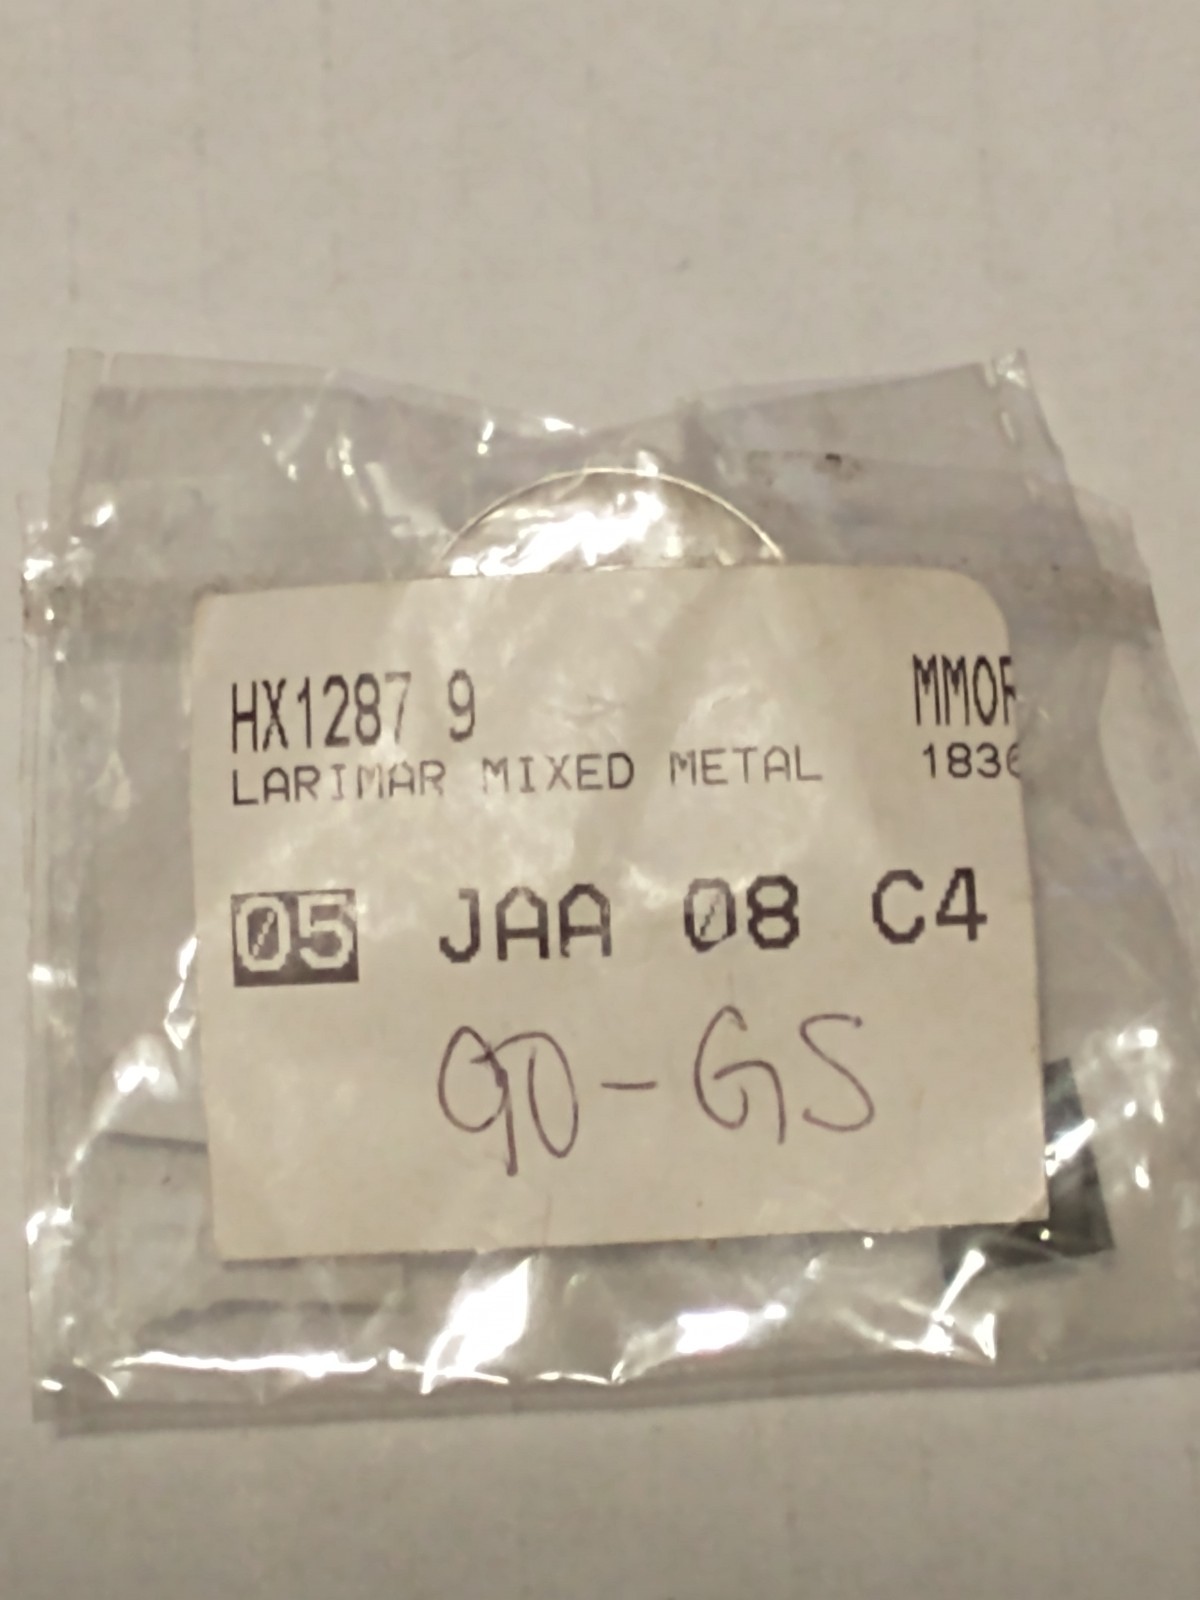 HX1287 9 MMOR
LARIMAR MIXED METAL 1836
05 JAA 08 C4
90-GS